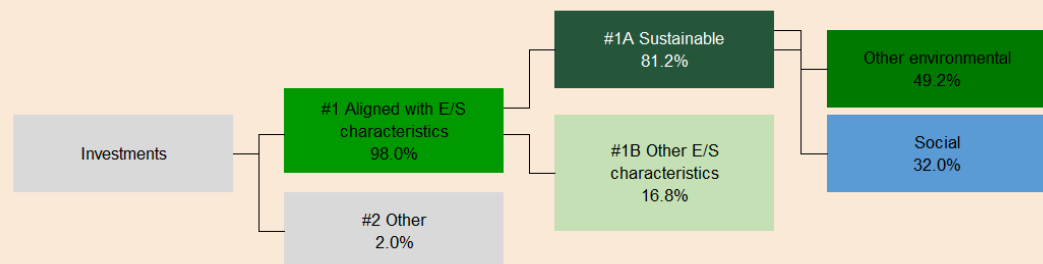 Investments
#1 Aligned with E/S
characteristics
98.0%
#2 Other
2.0%
#1A Sustainable
81.2%
#1B Other E/S
characteristics
16.8%
Other environmental
49.2%
Social
32.0%